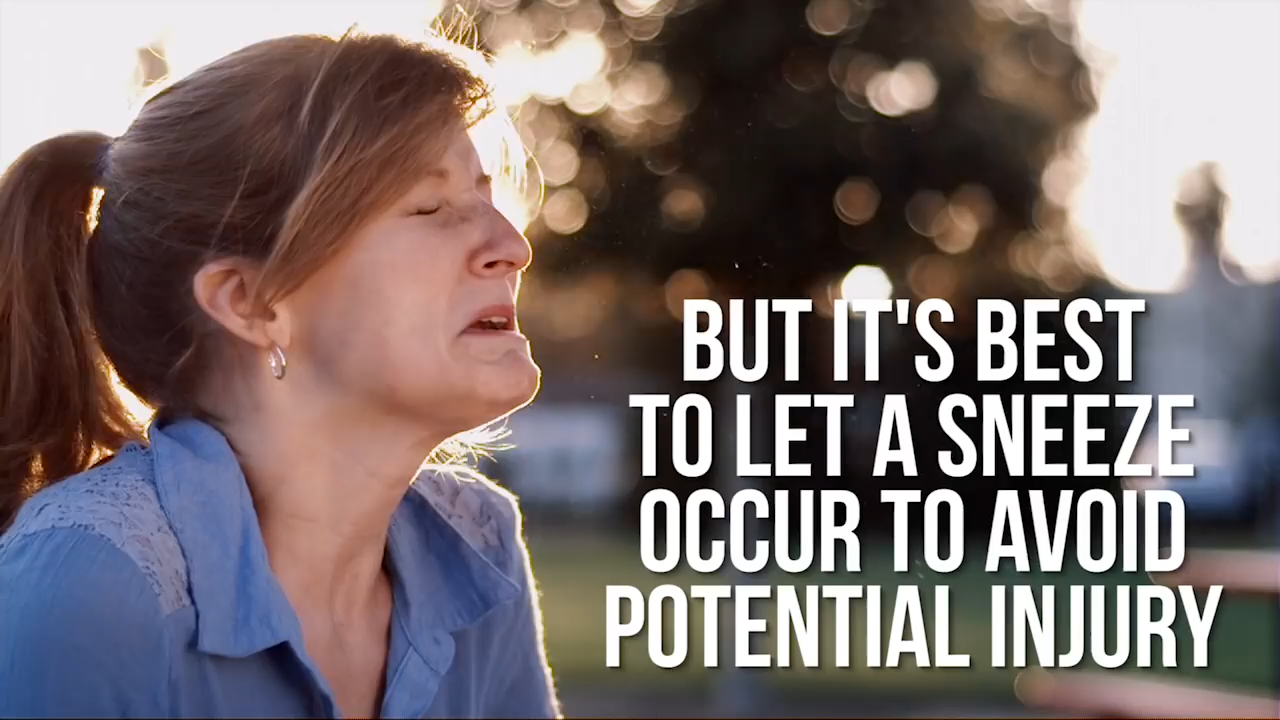 BUT IT'S BEST
TO LET A SNEEZE
OCCUR TO AVOID
POTENTIAL INJURY